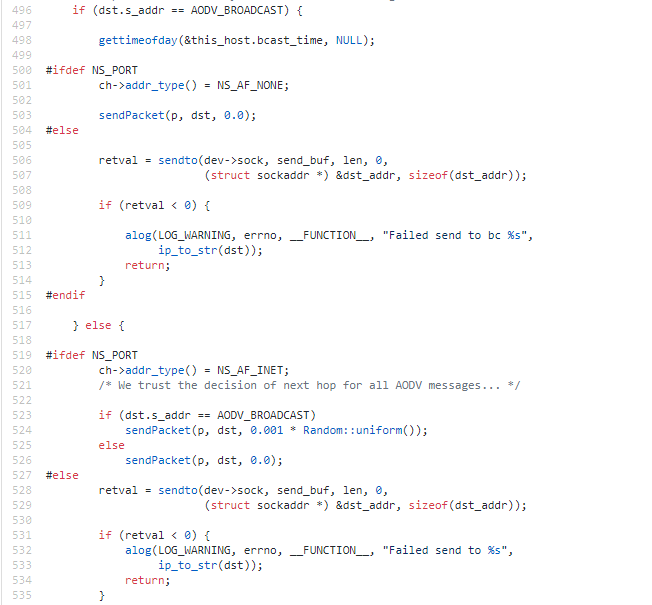 496 if (dst.s_addr == AODV_BROADCAST) {
497
498 gettimeofday(&this_host.bcast_time, NULL);
499
500 #ifdef NS_PORT
501 ch->addr_type() = NS_AF_NONE;
502
503 sendPacket(p, dst, 0.0);
504 #else
505
506 retval = sendto(dev->sock, send_buf, len, 0,
507 (struct sockaddr *) &dst_addr, sizeof(dst_addr));
508
509 if (retval < 0) {
510
511 alog(LOG_WARNING, errno, __FUNCTION__, "Failed send to bc %s",
512 ip_to_str(dst));
513 return;
514 }
515 #endif
516
517 } else {
518
519 #ifdef NS_PORT
520 ch->addr_type() = NS_AF_INET;
521 /* We trust the decision of next hop for all AODV messages... */
522
523 if (dst.s_addr == AODV_BROADCAST)
524 sendPacket(p, dst, 0.001 * Random::uniform());
525 else
526 sendPacket(p, dst, 0.0);
527 #else
528 retval = sendto(dev->sock, send_buf, len, 0,
529 (struct sockaddr *) &dst_addr, sizeof(dst_addr));
530
531 if (retval < 0) {
532 alog(LOG_WARNING, errno, __FUNCTION__, "Failed send to %s",
533 ip_to_str(dst));
534 return;
535 }